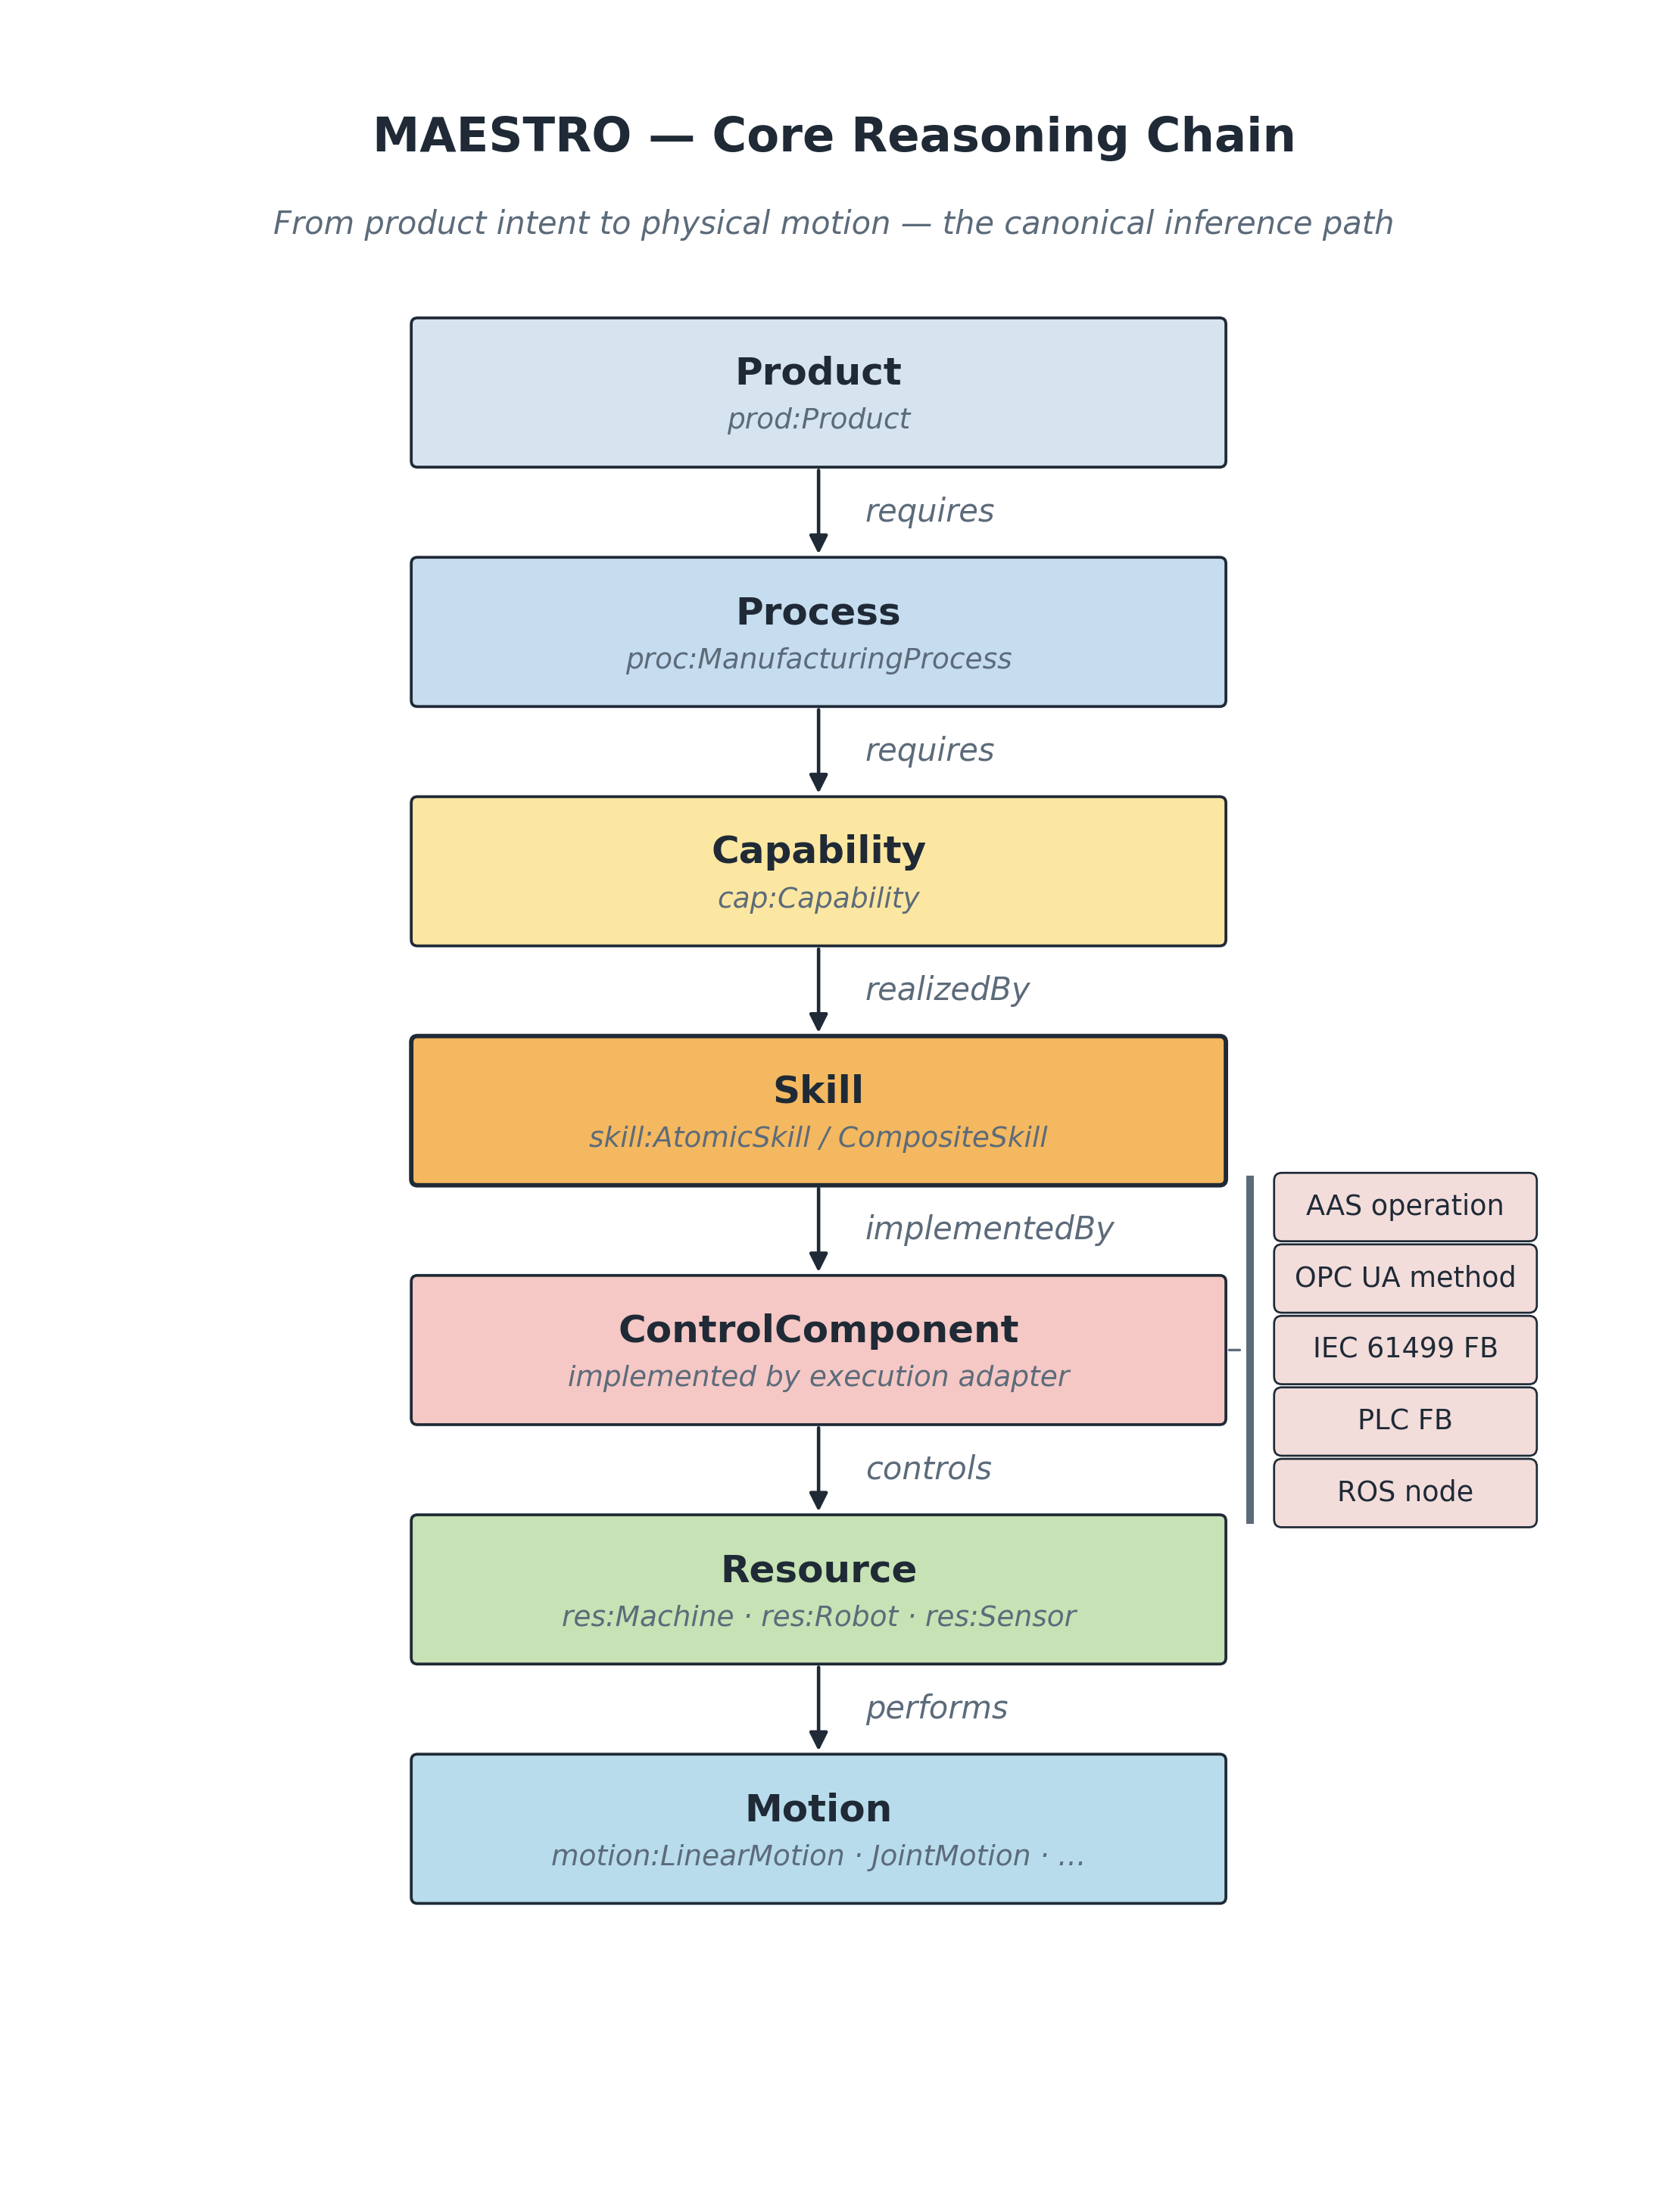 MAESTRO — Core Reasoning Chain
From product intent to physical motion — the canonical inference path
Product
prod:Product
requires
Process
proc:ManufacturingProcess
requires
Capability
cap:Capability
realizedBy
Skill
skill:AtomicSkill / CompositeSkill
implementedBy
ControlComponent
implemented by execution adapter
AAS operation
OPC UA method
IEC 61499 FB
PLC FB
ROS node
controls
Resource
res:Machine · res:Robot · res:Sensor
performs
Motion
motion:LinearMotion · JointMotion · ...